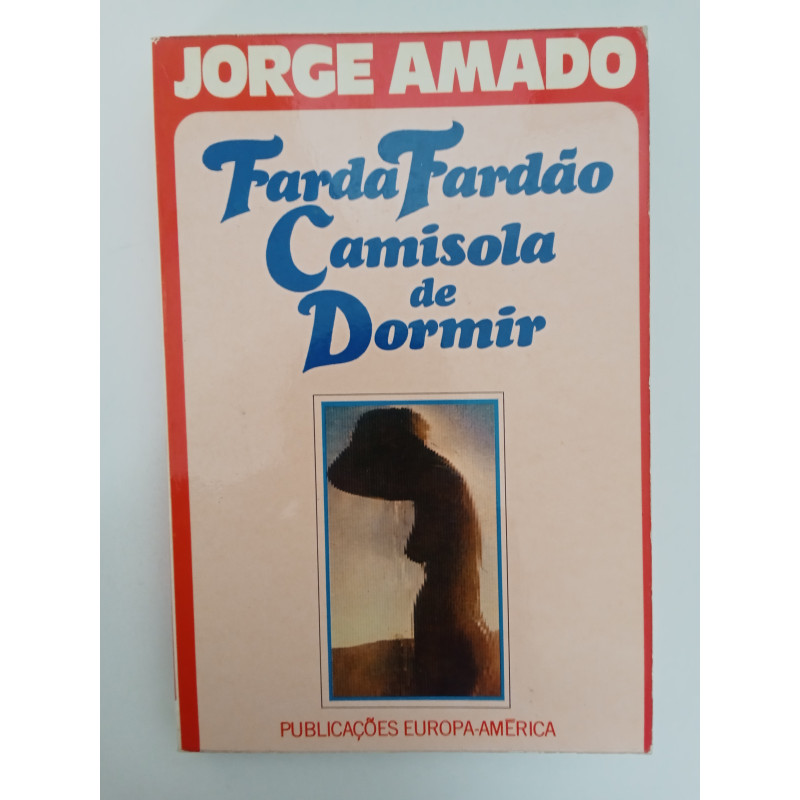 JORGE AMADO
Farda Fardão
Camisola
de
Dormir
PUBLICAÇÕES EUROPA-AMÉRICA